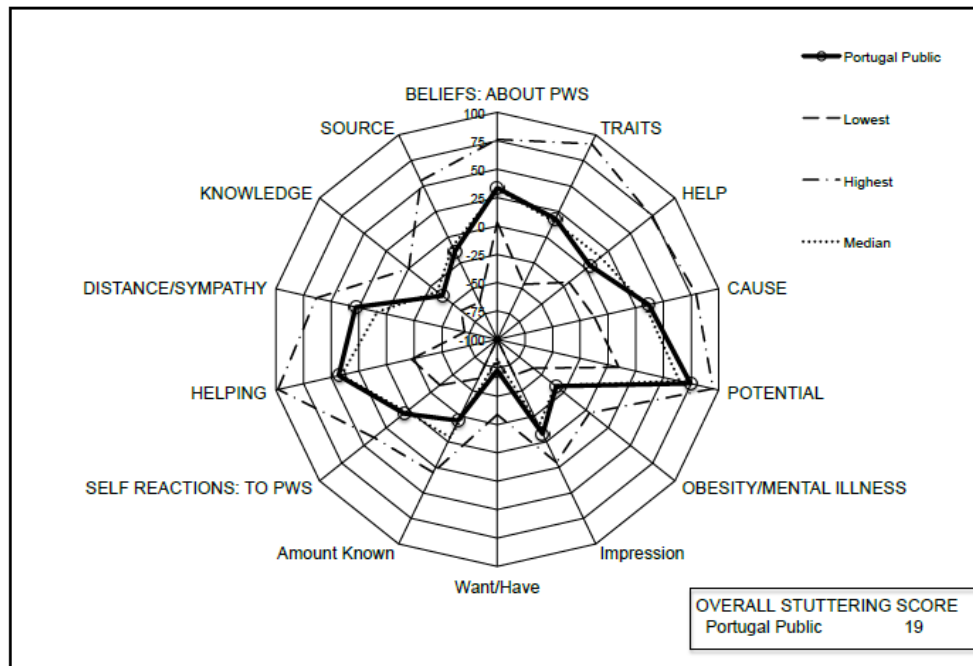 Portugal Public
Lowest
Highest
Median
BELIEFS: ABOUT PWS
TRAITS
HELP
CAUSE
POTENTIAL
OBESITY/MENTAL ILLNESS
Impression
Want/Have
Amount Known
SELF REACTIONS: TO PWS
HELPING
DISTANCE/SYMPATHY
KNOWLEDGE
SOURCE
100
75
50
25
0
-25
-50
-75
-100
OVERALL STUTTERING SCORE
Portugal Public 19